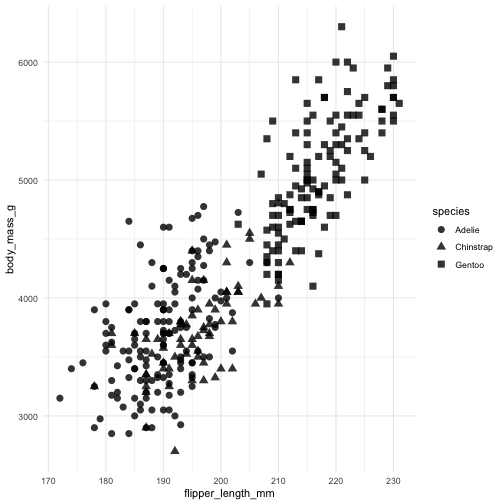 6000
5000
4000
3000
body_mass_g
170
180
190
200
210
220
230
flipper_length_mm
species
Adelie
Chinstrap
Gentoo